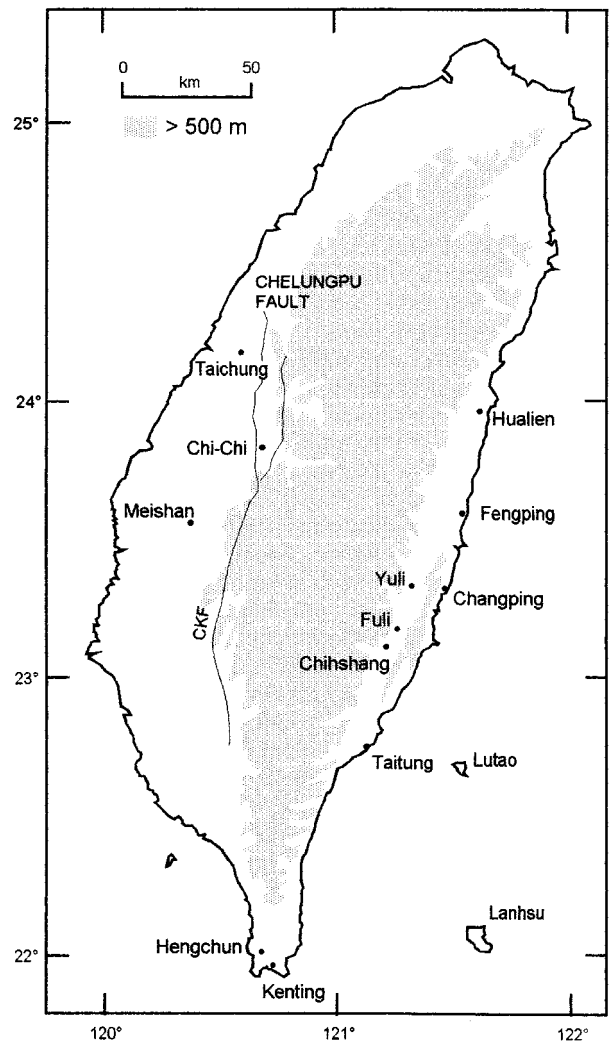 0 50
km
> 500 m
25°
CHELUNGPU
FAULT
Taichung
24°
Hualien
Chi-Chi
Meishan
Fengping
Yuli
Changping
CKF
Fuli
Chihshang
23°
Taitung
Lutao
Lanhsu
Hengchun
22°
Kenting
120° 121° 122°